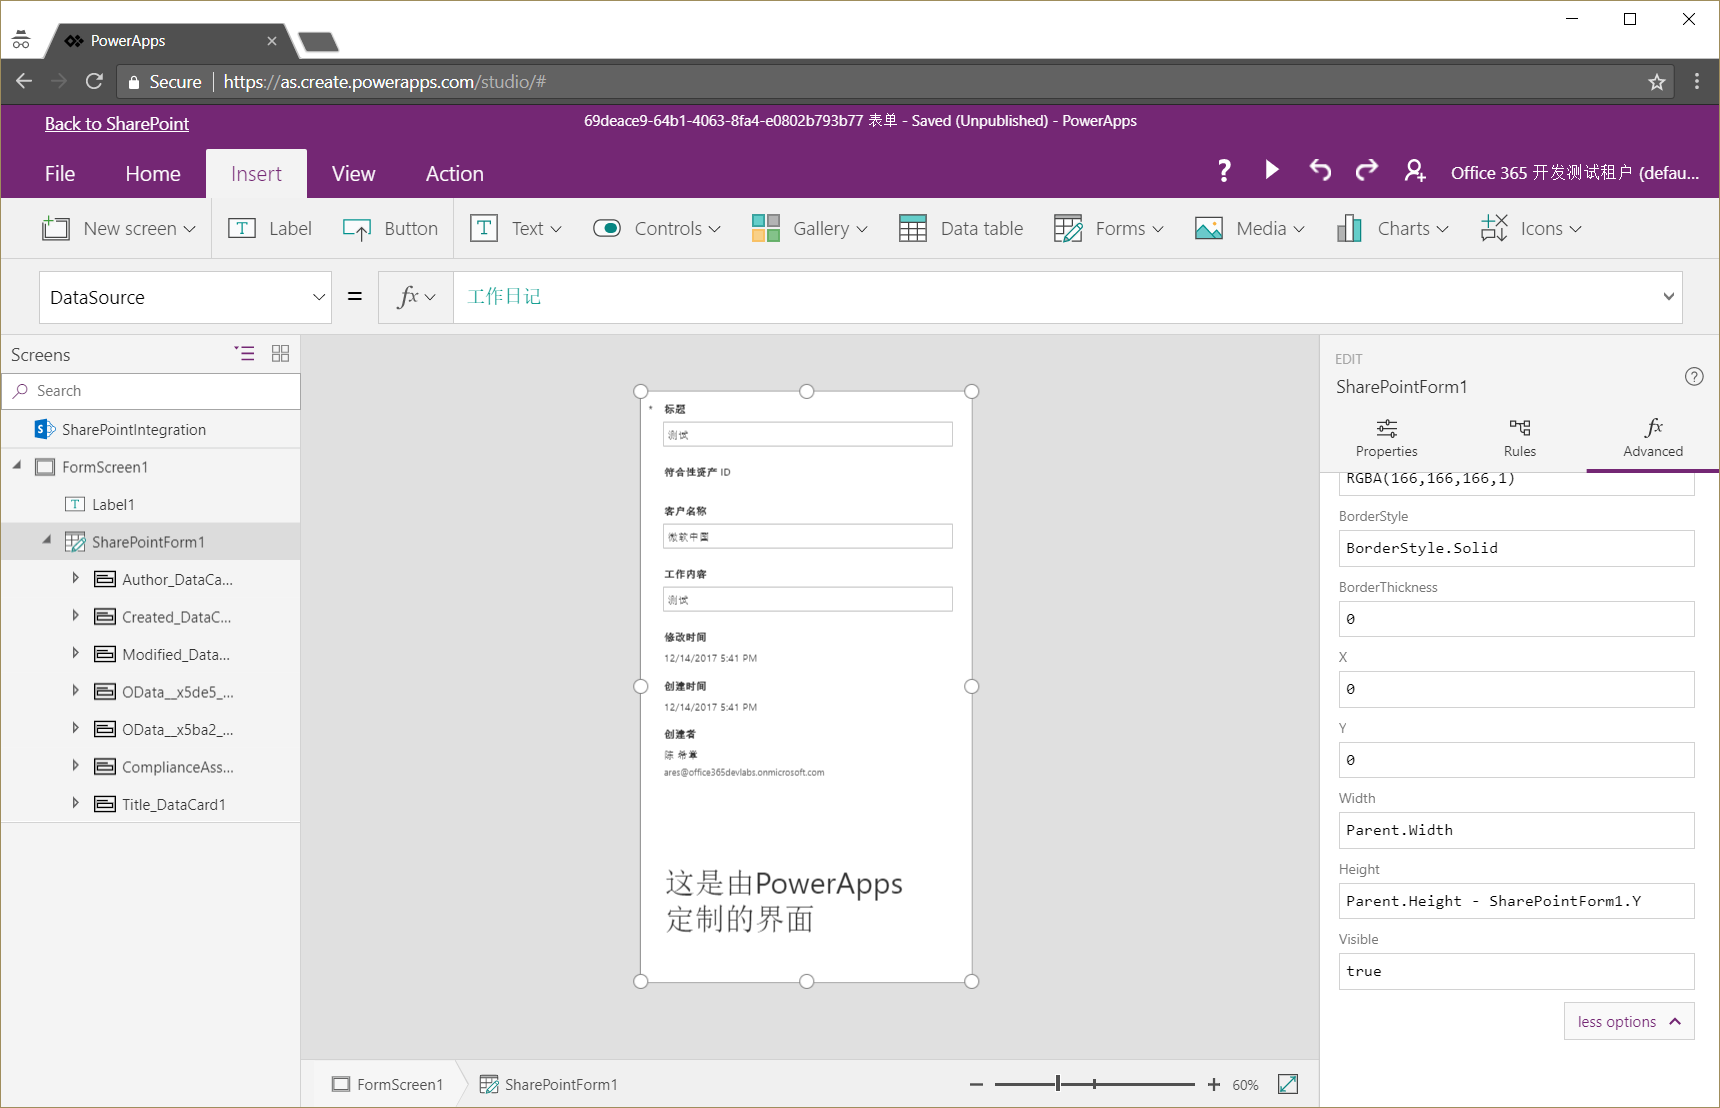 PowerApps
Secure
https://as.create.powerapps.com/studio/#
Back to SharePoint
69deace9-64b1-4063-8fa4-e0802b793b77 表单 - Saved (Unpublished) - PowerApps
File
Home
Insert
View
Action
?
Office 365 开发测试租户 (defau...
New screen
Label
Button
Text
Controls
Gallery
Data table
Forms
Media
Charts
Icons
DataSource
=
fx
工作日记
Screens
Search
SharePointIntegration
FormScreen1
Label1
SharePointForm1
Author_DataCa...
Created_DataC...
Modified_Data...
OData__x5de5_...
OData__x5ba2_...
ComplianceAss...
Title_DataCard1
* 标题
测试
符合性资产 ID
客户名称
微软中国
工作内容
测试
修改时间
12/14/2017 5:41 PM
创建时间
12/14/2017 5:41 PM
创建者
陈 希章
ares@office365devlabs.onmicrosoft.com
这是由PowerApps
定制的界面
EDIT
SharePointForm1
Properties
Rules
Advanced
RGBA(166,166,166,1)
BorderStyle
BorderStyle.Solid
BorderThickness
0
X
0
Y
0
Width
Parent.Width
Height
Parent.Height - SharePointForm1.Y
Visible
true
less options
FormScreen1
SharePointForm1
60%